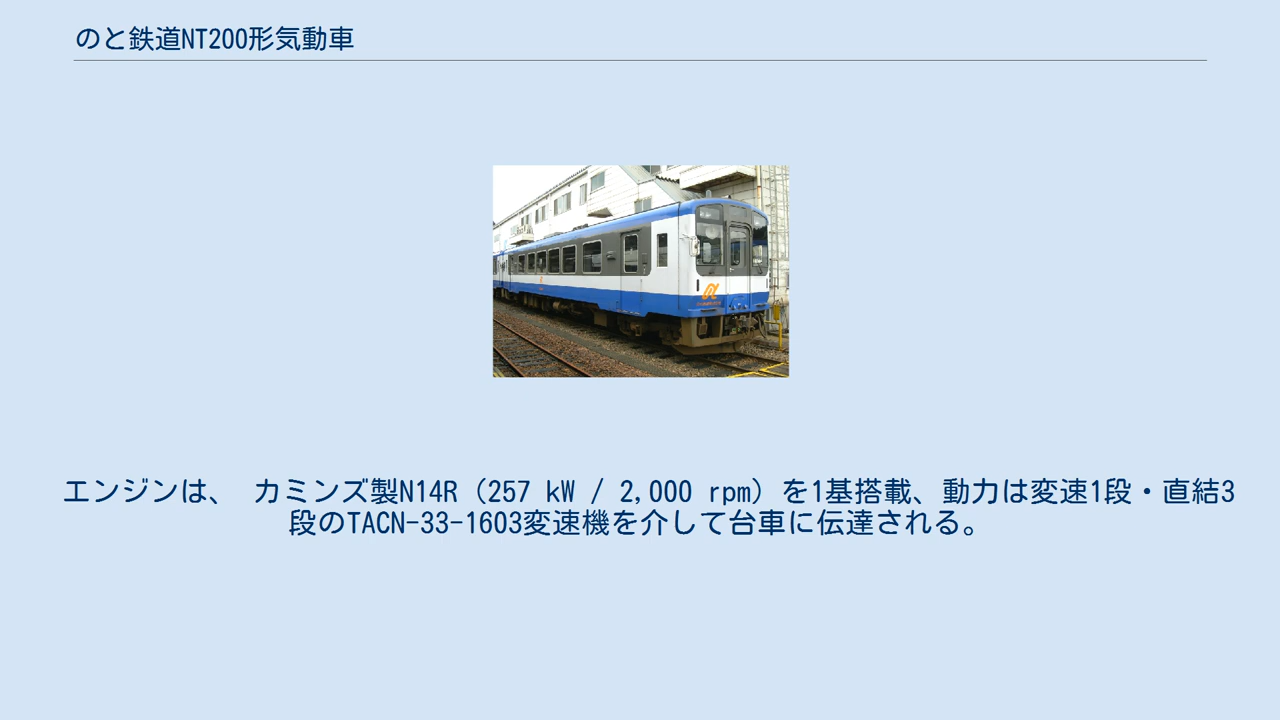 のと鉄道NT200形気動車
エンジンは、 カミンズ製N14R（257 kW / 2,000 rpm）を1基搭載、動力は変速1段・直結3
段のTACN-33-1603変速機を介して台車に伝達される。